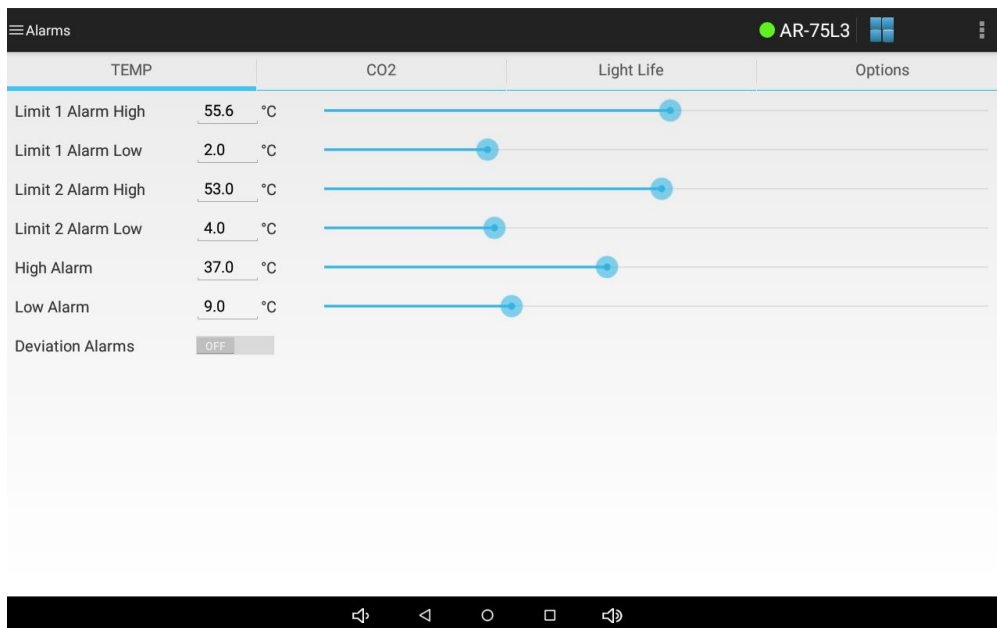 Alarms AR-75L3
TEMP CO2 Light Life Options
Limit 1 Alarm High 55.6 °C
Limit 1 Alarm Low 2.0 °C
Limit 2 Alarm High 53.0 °C
Limit 2 Alarm Low 4.0 °C
High Alarm 37.0 °C
Low Alarm 9.0 °C
Deviation Alarms OFF